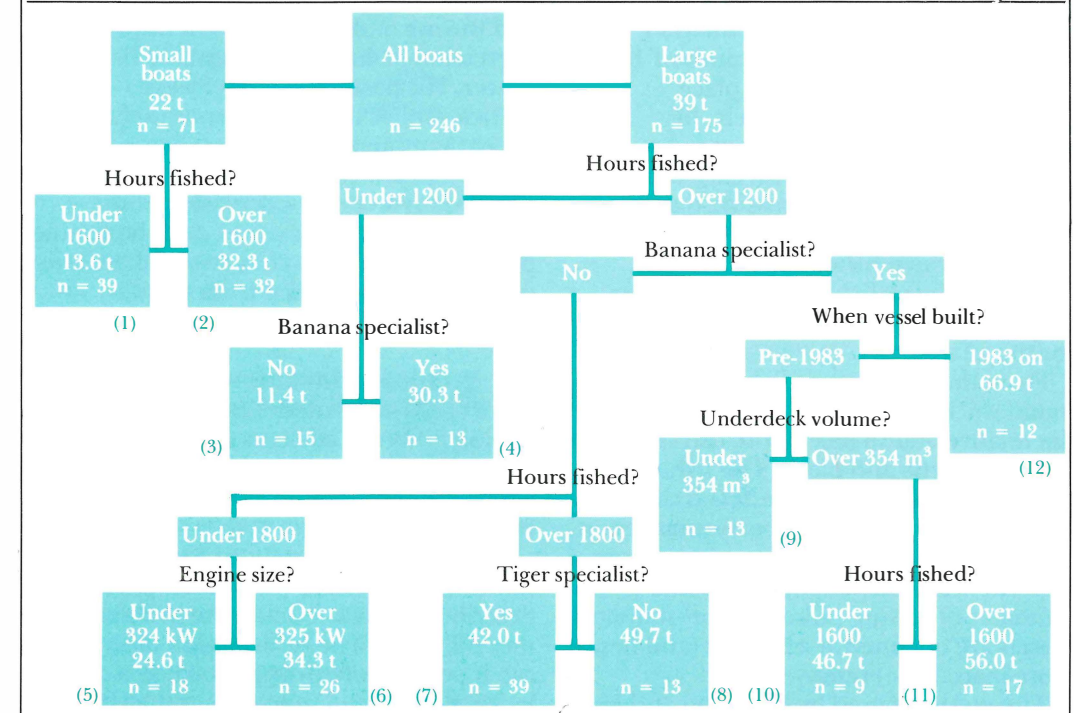 Small
boats
22 t
n = 71
All boats
n = 246
Large
boats
39 t
n = 175
Hours fished?
Under
1600
13.6 t
n = 39
(1)
Over
1600
32.3 t
n = 32
(2)
Hours fished?
Under 1200
Over 1200
Banana specialist?
No
11.4 t
n = 15
(3)
Yes
30.3 t
n = 13
(4)
Banana specialist?
No
Yes
Hours fished?
Under 1800
Over 1800
Engine size?
Under
324 kW
24.6 t
n = 18
(5)
Over
325 kW
34.3 t
n = 26
(6)
Tiger specialist?
Yes
42.0 t
n = 39
(7)
No
49.7 t
n = 13
(8)
When vessel built?
Pre-1983
1983 on
66.9 t
n = 12
(12)
Underdeck volume?
Under
354 m³
n = 13
(9)
Over 354 m³
Hours fished?
Under
1600
46.7 t
n = 9
(10)
Over
1600
56.0 t
n = 17
(11)